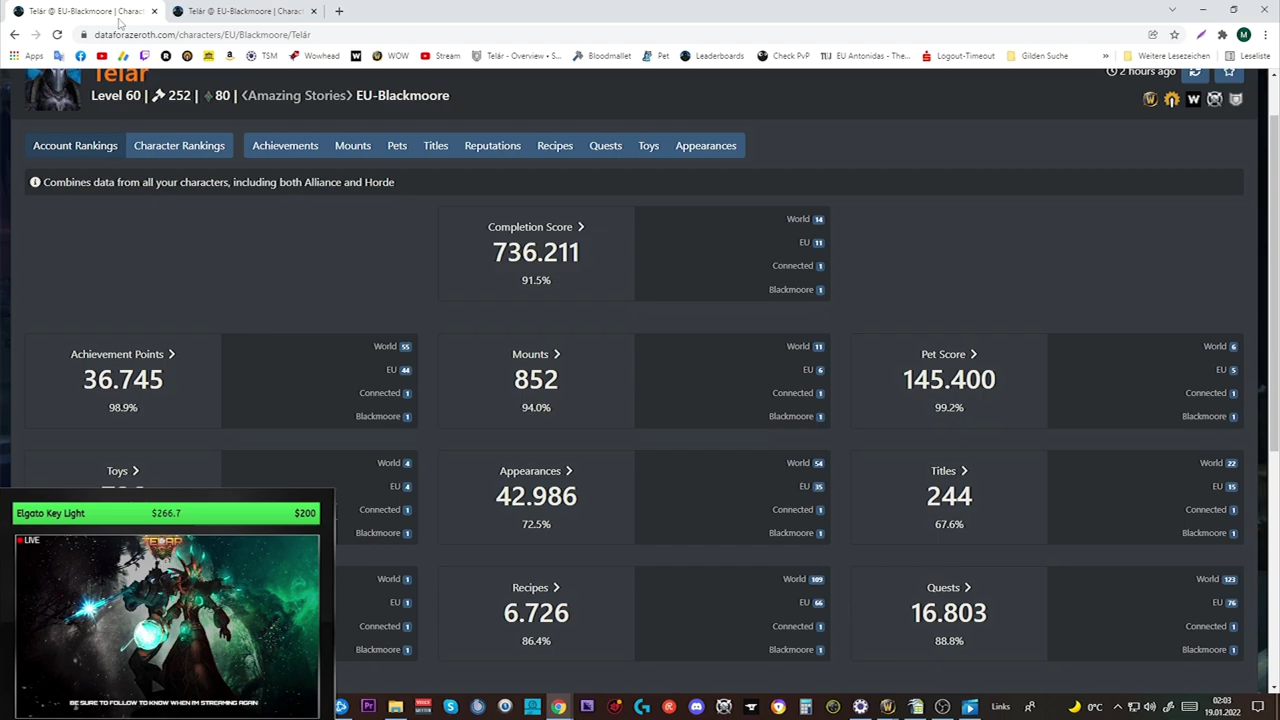 Telár @ EU-Blackmoore | Charact
Telár @ EU-Blackmoore | Charact
dataforazeroth.com/characters/EU/Blackmoore/Telár
Apps
TSM
Wowhead
WOW
Stream
Telár - Overview • S...
Bloodmallet
Pet
Leaderboards
Check PvP
EU Antonidas - The...
Logout-Timeout
Gilden Suche
»
Weitere Lesezeichen
Leseliste
Telár
2 hours ago
Level 60 | 252 | 80 | <Amazing Stories> EU-Blackmoore
Account Rankings
Character Rankings
Achievements
Mounts
Pets
Titles
Reputations
Recipes
Quests
Toys
Appearances
Combines data from all your characters, including both Alliance and Horde
Completion Score
736.211
91.5%
World 14
EU 11
Connected 1
Blackmoore 1
Achievement Points
36.745
98.9%
World 55
EU 44
Connected 1
Blackmoore 1
Mounts
852
94.0%
World 11
EU 6
Connected 1
Blackmoore 1
Pet Score
145.400
99.2%
World 6
EU 5
Connected 1
Blackmoore 1
Toys
World 4
EU 4
Connected 1
Blackmoore 1
Appearances
42.986
72.5%
World 54
EU 35
Connected 1
Blackmoore 1
Titles
244
67.6%
World 22
EU 15
Connected 1
Blackmoore 1
World 1
EU 1
Connected 1
Blackmoore 1
Recipes
6.726
86.4%
World 109
EU 66
Connected 1
Blackmoore 1
Quests
16.803
88.8%
World 123
EU 76
Connected 1
Blackmoore 1
Elgato Key Light $266.7 $200
LIVE
TELAR
BE SURE TO FOLLOW TO KNOW WHEN I'M STREAMING AGAIN
Links
0°C
02:03
19.01.2022